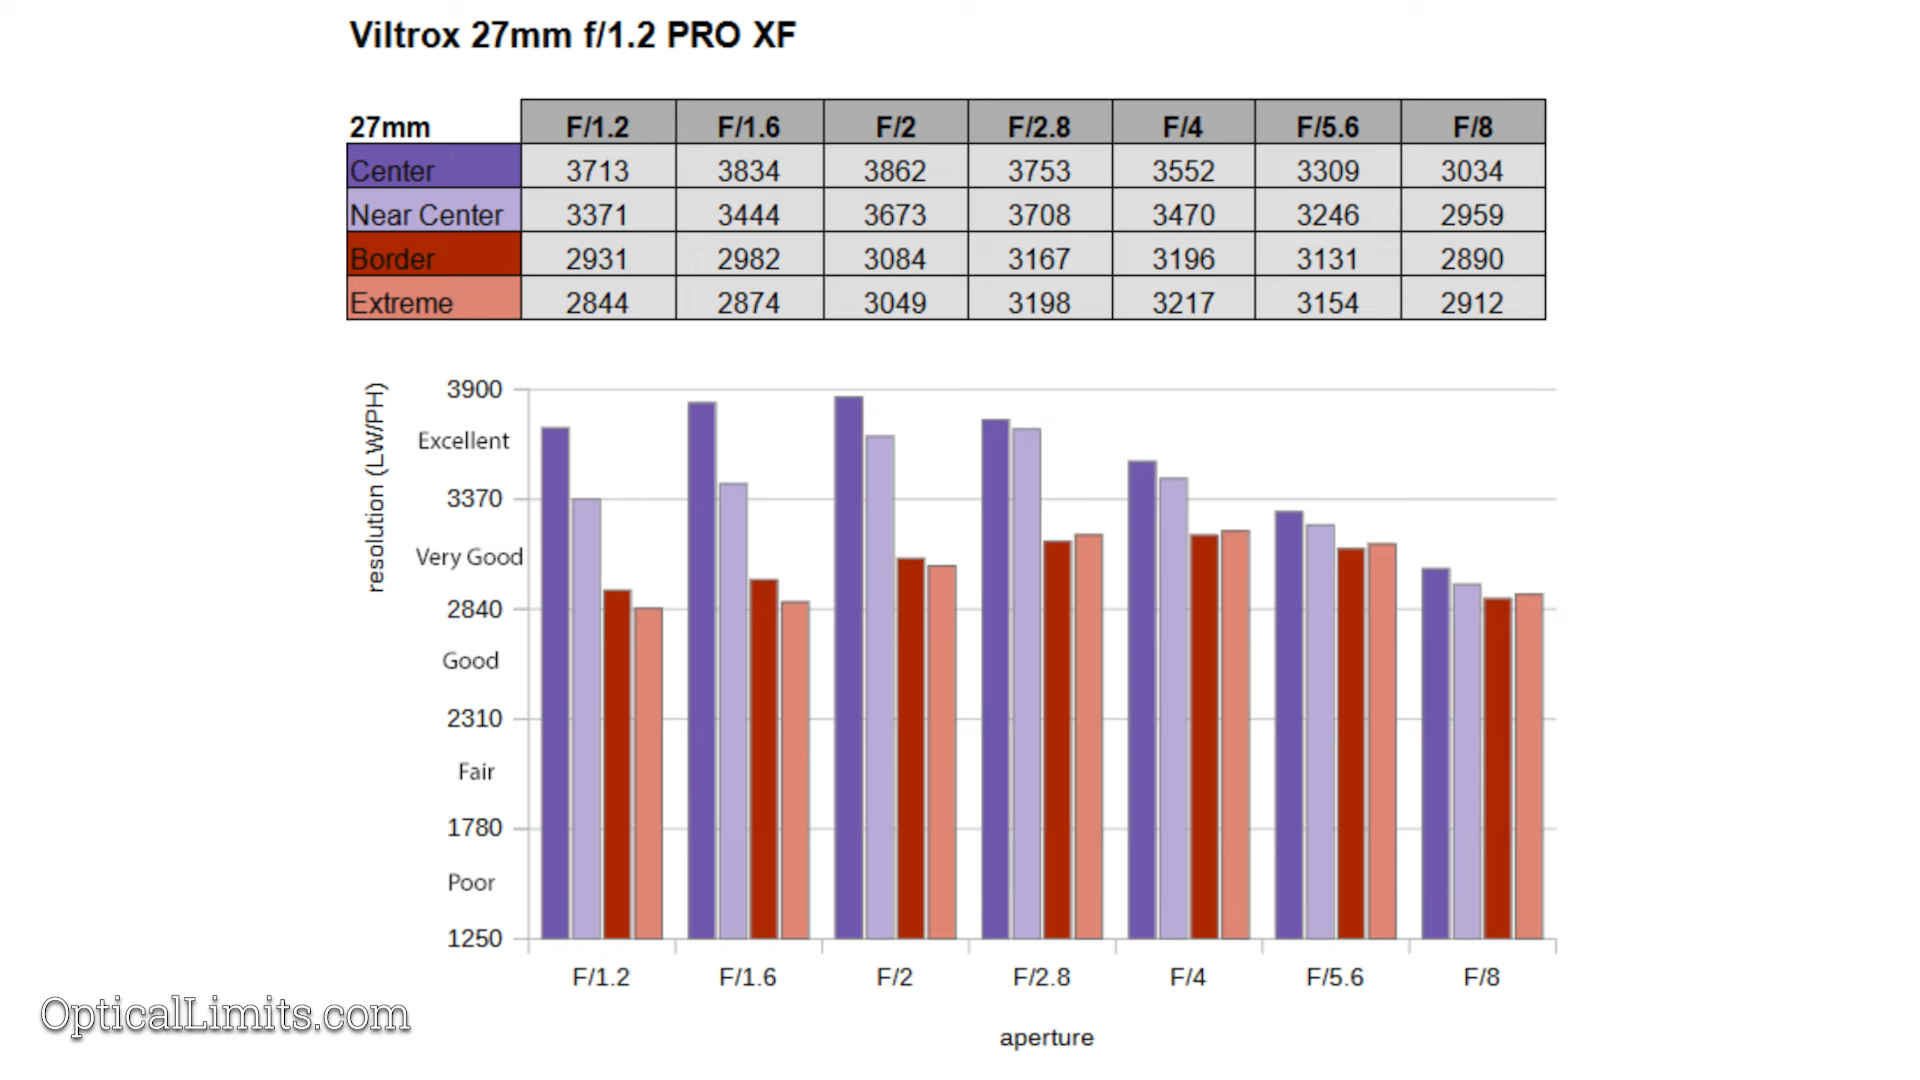 Viltrox 27mm f/1.2 PRO XF
27mm F/1.2 F/1.6 F/2 F/2.8 F/4 F/5.6 F/8
Center 3713 3834 3862 3753 3552 3309 3034
Near Center 3371 3444 3673 3708 3470 3246 2959
Border 2931 2982 3084 3167 3196 3131 2890
Extreme 2844 2874 3049 3198 3217 3154 2912
resolution (LW/PH)
3900
Excellent
3370
Very Good
2840
Good
2310
Fair
1780
Poor
1250
F/1.2 F/1.6 F/2 F/2.8 F/4 F/5.6 F/8
aperture
OpticalLimits.com